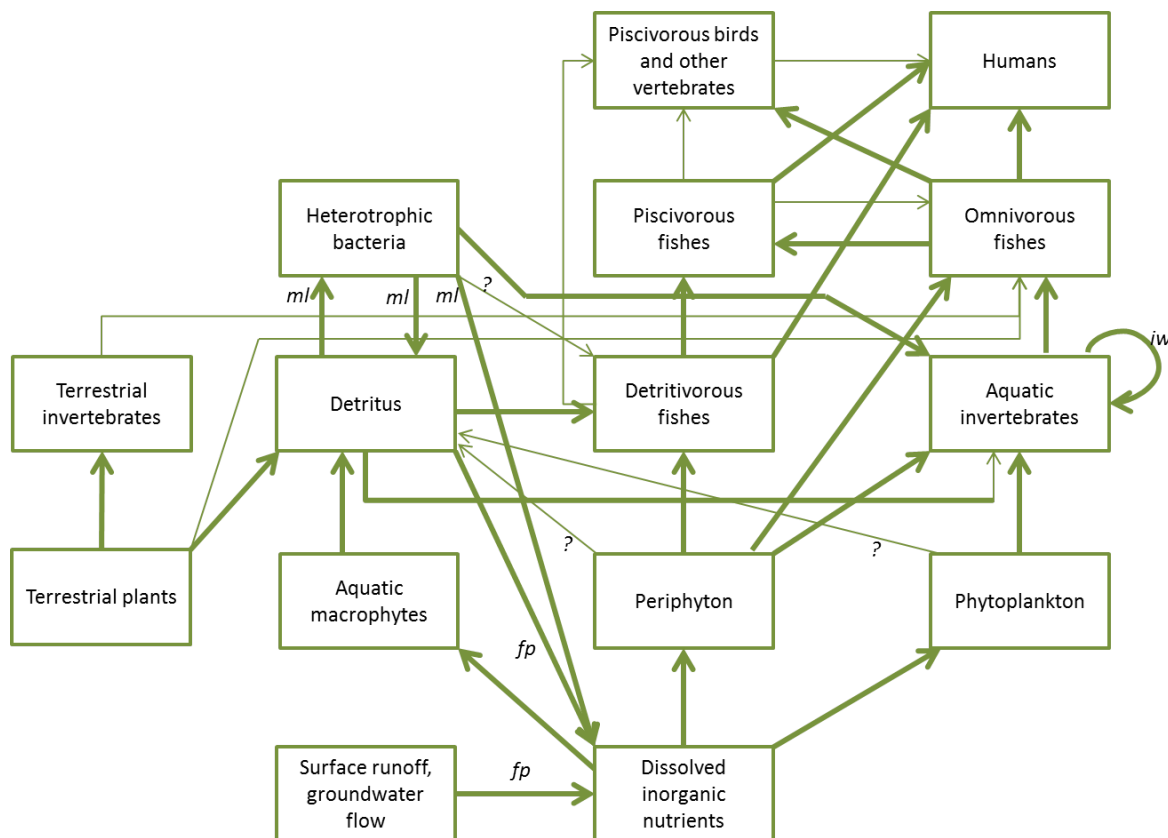 Piscivorous birds
and other
vertebrates
Humans
Heterotrophic
bacteria
Piscivorous
fishes
Omnivorous
fishes
ml
ml
ml
?
iw
Terrestrial
invertebrates
Detritus
Detritivorous
fishes
Aquatic
invertebrates
?
?
Terrestrial plants
Aquatic
macrophytes
Periphyton
Phytoplankton
fp
Surface runoff,
groundwater
flow
fp
Dissolved
inorganic
nutrients